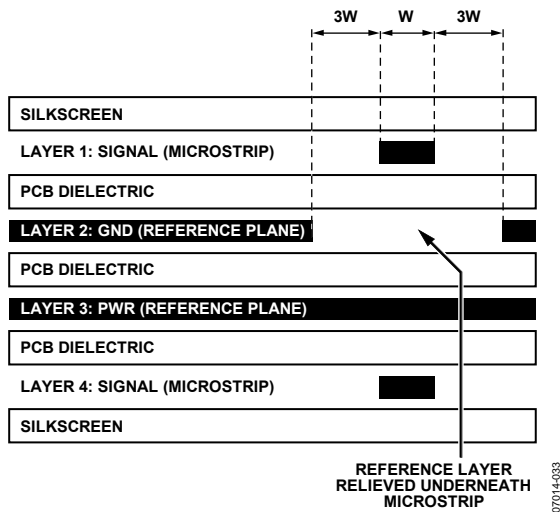 3W W 3W
SILKSCREEN
LAYER 1: SIGNAL (MICROSTRIP)
PCB DIELECTRIC
LAYER 2: GND (REFERENCE PLANE)
PCB DIELECTRIC
LAYER 3: PWR (REFERENCE PLANE)
PCB DIELECTRIC
LAYER 4: SIGNAL (MICROSTRIP)
SILKSCREEN
REFERENCE LAYER
RELIEVED UNDERNEATH
MICROSTRIP
07014-033